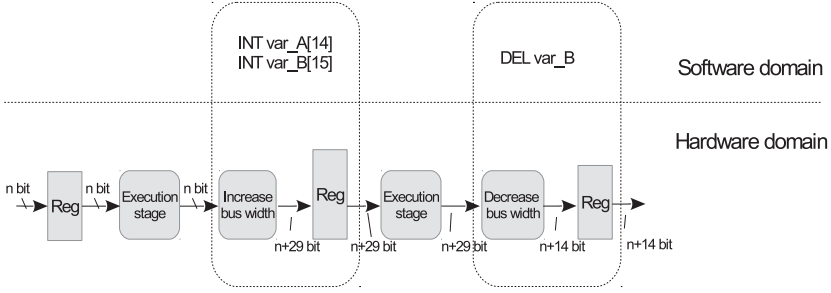 INT var_A[14]
INT var_B[15]
DEL var_B
Software domain
Hardware domain
n bit
Reg
n bit
Execution
stage
n bit
Increase
bus width
n+29 bit
Reg
n+29 bit
Execution
stage
n+29 bit
Decrease
bus width
n+14 bit
Reg
n+14 bit